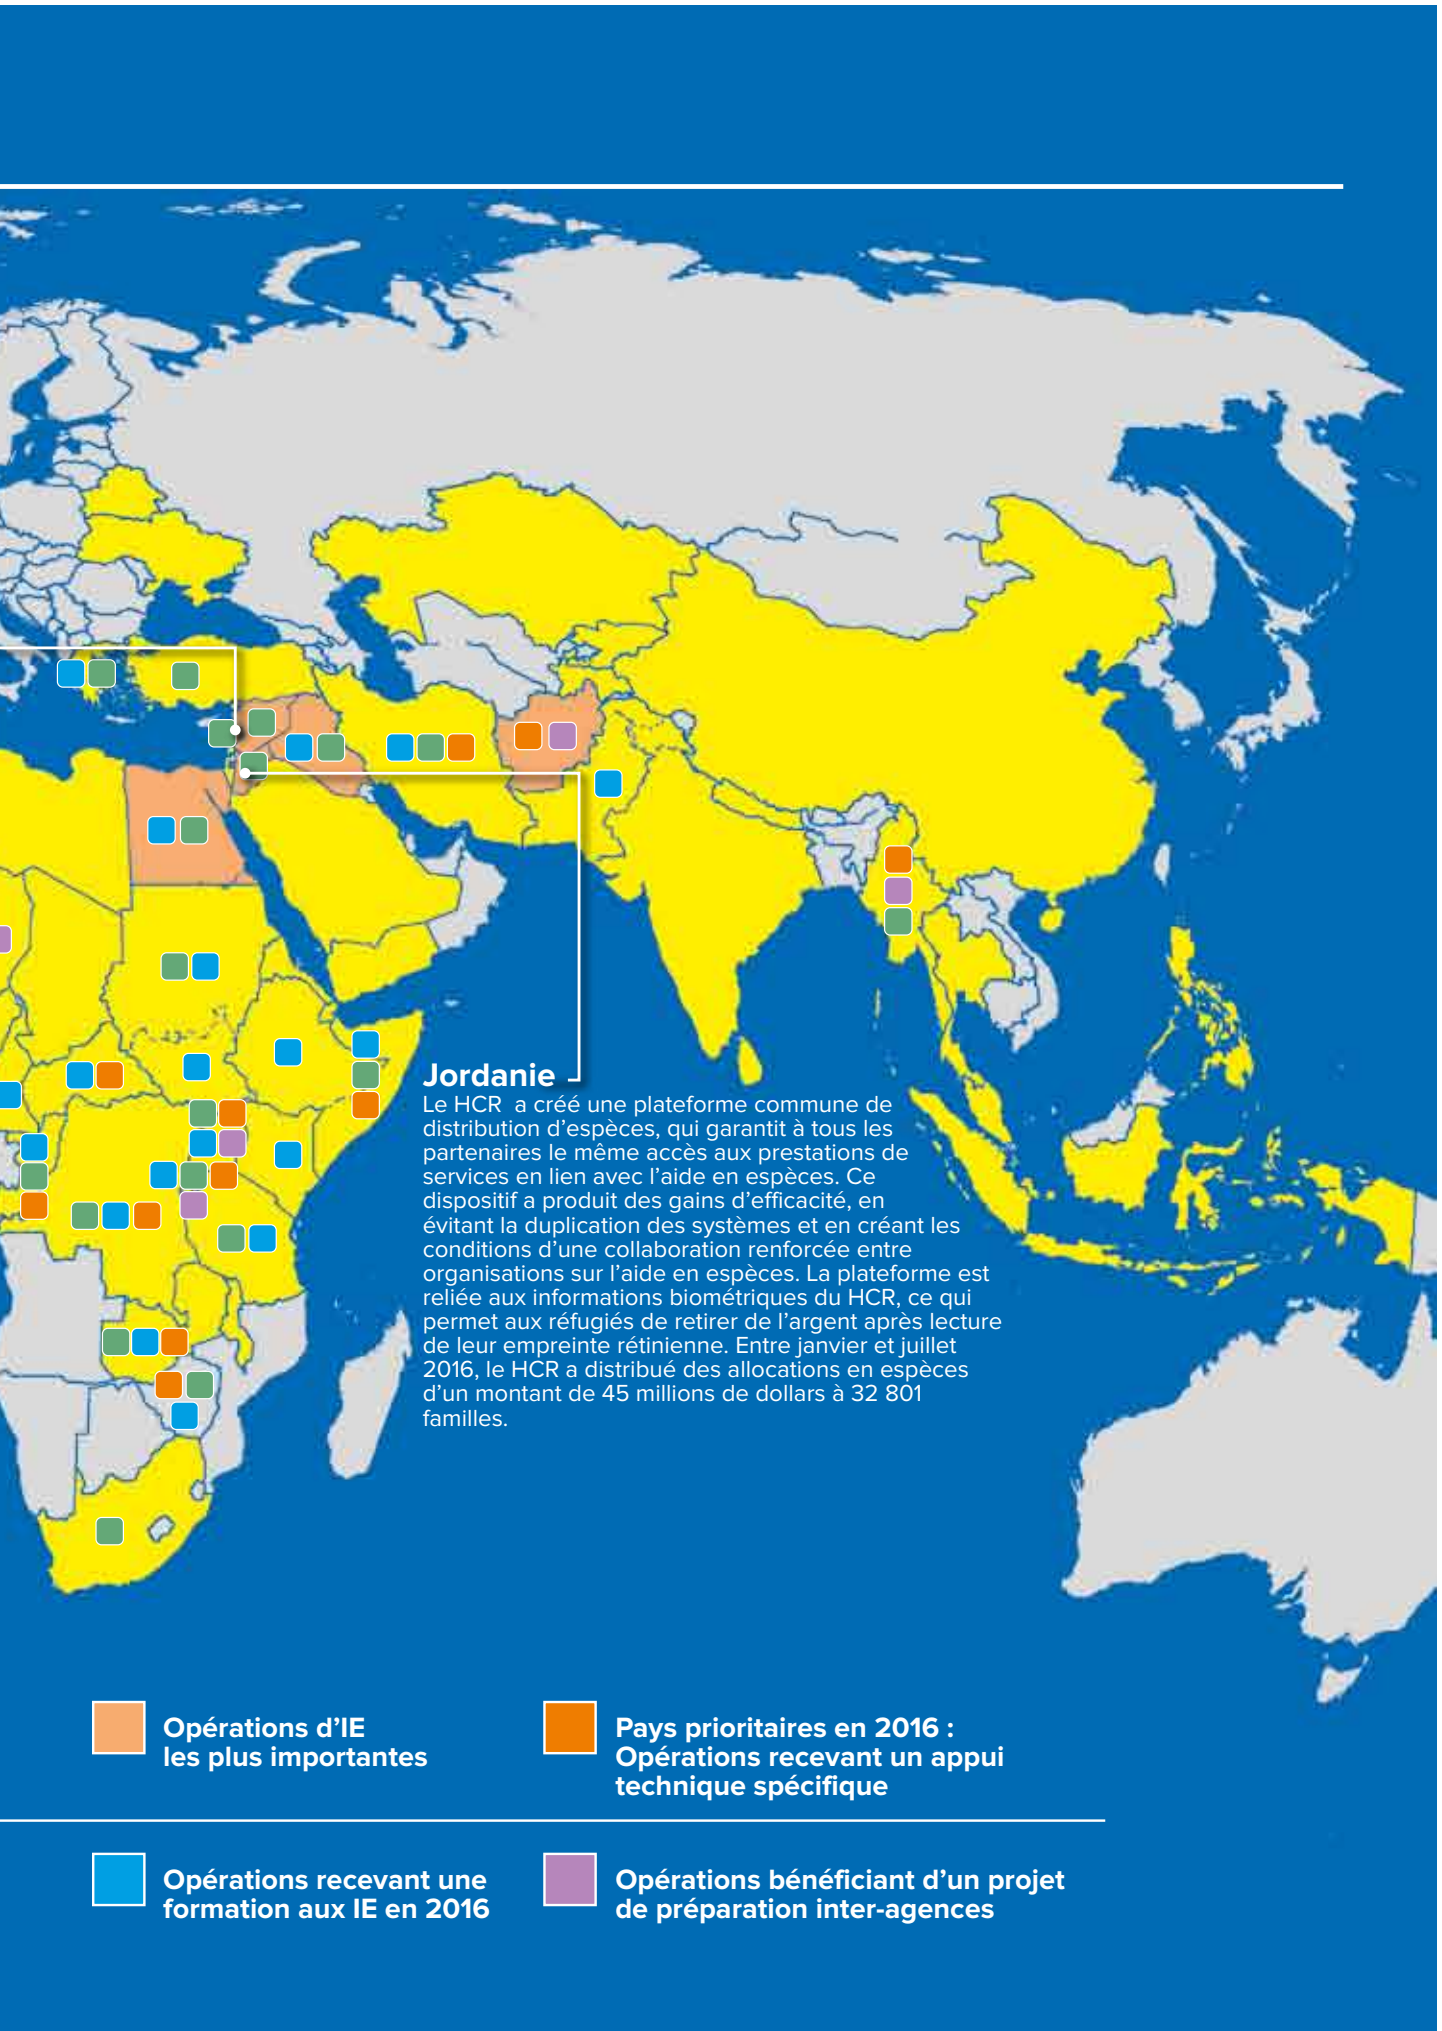 Jordanie
Le HCR a créé une plateforme commune de
distribution d’espèces, qui garantit à tous les
partenaires le même accès aux prestations de
services en lien avec l’aide en espèces. Ce
dispositif a produit des gains d’efficacité, en
évitant la duplication des systèmes et en créant les
conditions d’une collaboration renforcée entre
organisations sur l’aide en espèces. La plateforme est
reliée aux informations biométriques du HCR, ce qui
permet aux réfugiés de retirer de l’argent après lecture
de leur empreinte rétinienne. Entre janvier et juillet
2016, le HCR a distribué des allocations en espèces
d’un montant de 45 millions de dollars à 32 801
familles.
Opérations d’IE
les plus importantes
Pays prioritaires en 2016 :
Opérations recevant un appui
technique spécifique
Opérations recevant une
formation aux IE en 2016
Opérations bénéficiant d’un projet
de préparation inter-agences